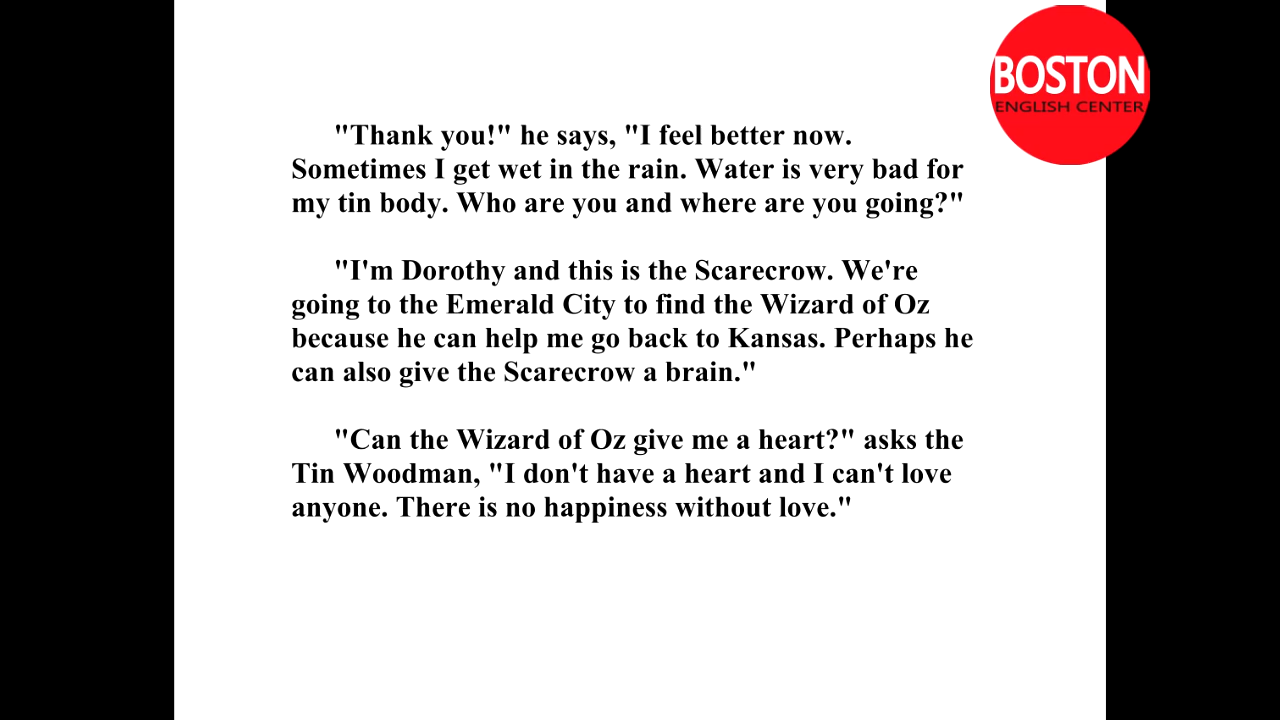 BOSTON
ENGLISH CENTER
"Thank you!" he says, "I feel better now.
Sometimes I get wet in the rain. Water is very bad for
my tin body. Who are you and where are you going?"
"I'm Dorothy and this is the Scarecrow. We're
going to the Emerald City to find the Wizard of Oz
because he can help me go back to Kansas. Perhaps he
can also give the Scarecrow a brain."
"Can the Wizard of Oz give me a heart?" asks the
Tin Woodman, "I don't have a heart and I can't love
anyone. There is no happiness without love."